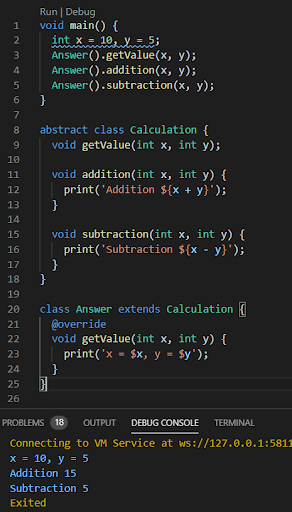 Run | Debug
1 void main() {
2 int x = 10, y = 5;
3 Answer().getValue(x, y);
4 Answer().addition(x, y);
5 Answer().subtraction(x, y);
6 }
7
8 abstract class Calculation {
9 void getValue(int x, int y);
10
11 void addition(int x, int y) {
12 print('Addition ${x + y}');
13 }
14
15 void subtraction(int x, int y) {
16 print('Subtraction ${x - y}');
17 }
18 }
19
20 class Answer extends Calculation {
21 @override
22 void getValue(int x, int y) {
23 print('x = $x, y = $y');
24 }
25 }
26
PROBLEMS 18 OUTPUT DEBUG CONSOLE TERMINAL
Connecting to VM Service at ws://127.0.0.1:5811
x = 10, y = 5
Addition 15
Subtraction 5
Exited